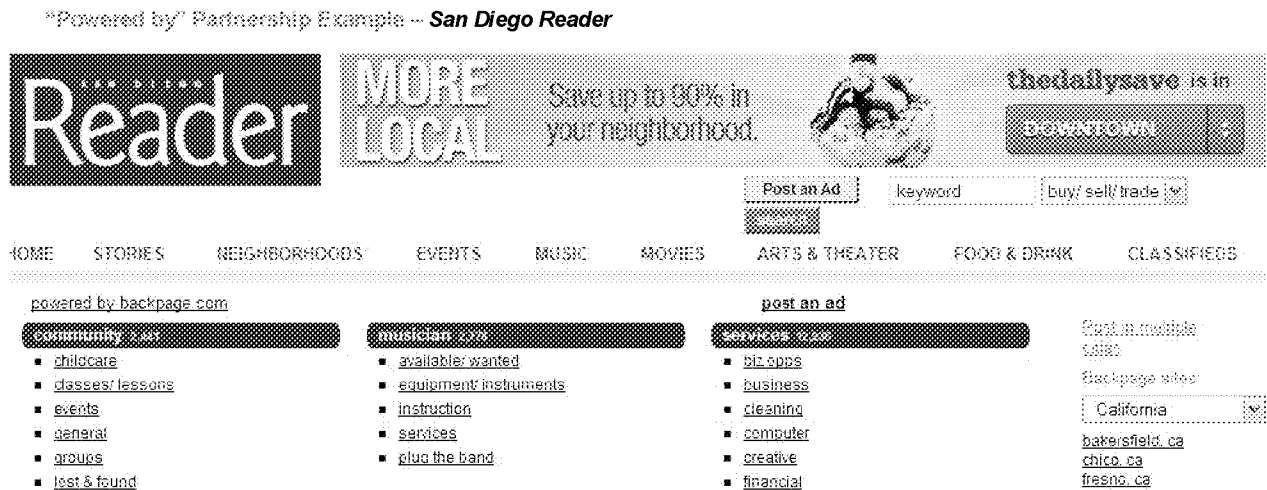 "Powered by" Partnership Example – San Diego Reader
SAN DIEGO
Reader
MORE
LOCAL
Save up to 90% in
your neighborhood.
thedailysave is in
DOWNTOWN
Post an Ad
keyword
buy/ sell/ trade
HOME STORIES NEIGHBORHOODS EVENTS MUSIC MOVIES ARTS & THEATER FOOD & DRINK CLASSIFIEDS
powered by backpage.com
post an ad
community
childcare
classes/ lessons
events
general
groups
lost & found
musician
available/ wanted
equipment/ instruments
instruction
services
plug the band
services
biz opps
business
cleaning
computer
creative
financial
Post in multiple
cities
Backpage sites:
California
bakersfield, ca
chico, ca
fresno, ca